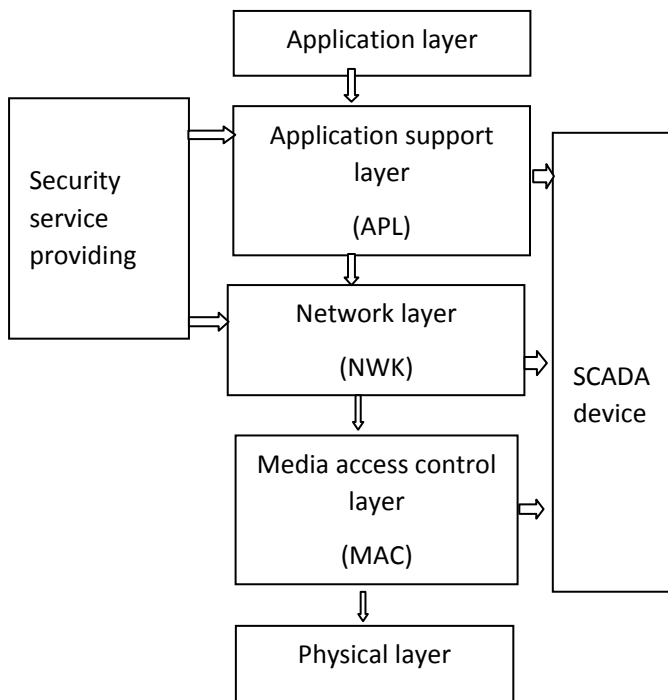 Application layer
Application support
layer
(APL)
Security
service
providing
Network layer
(NWK)
SCADA
device
Media access control
layer
(MAC)
Physical layer